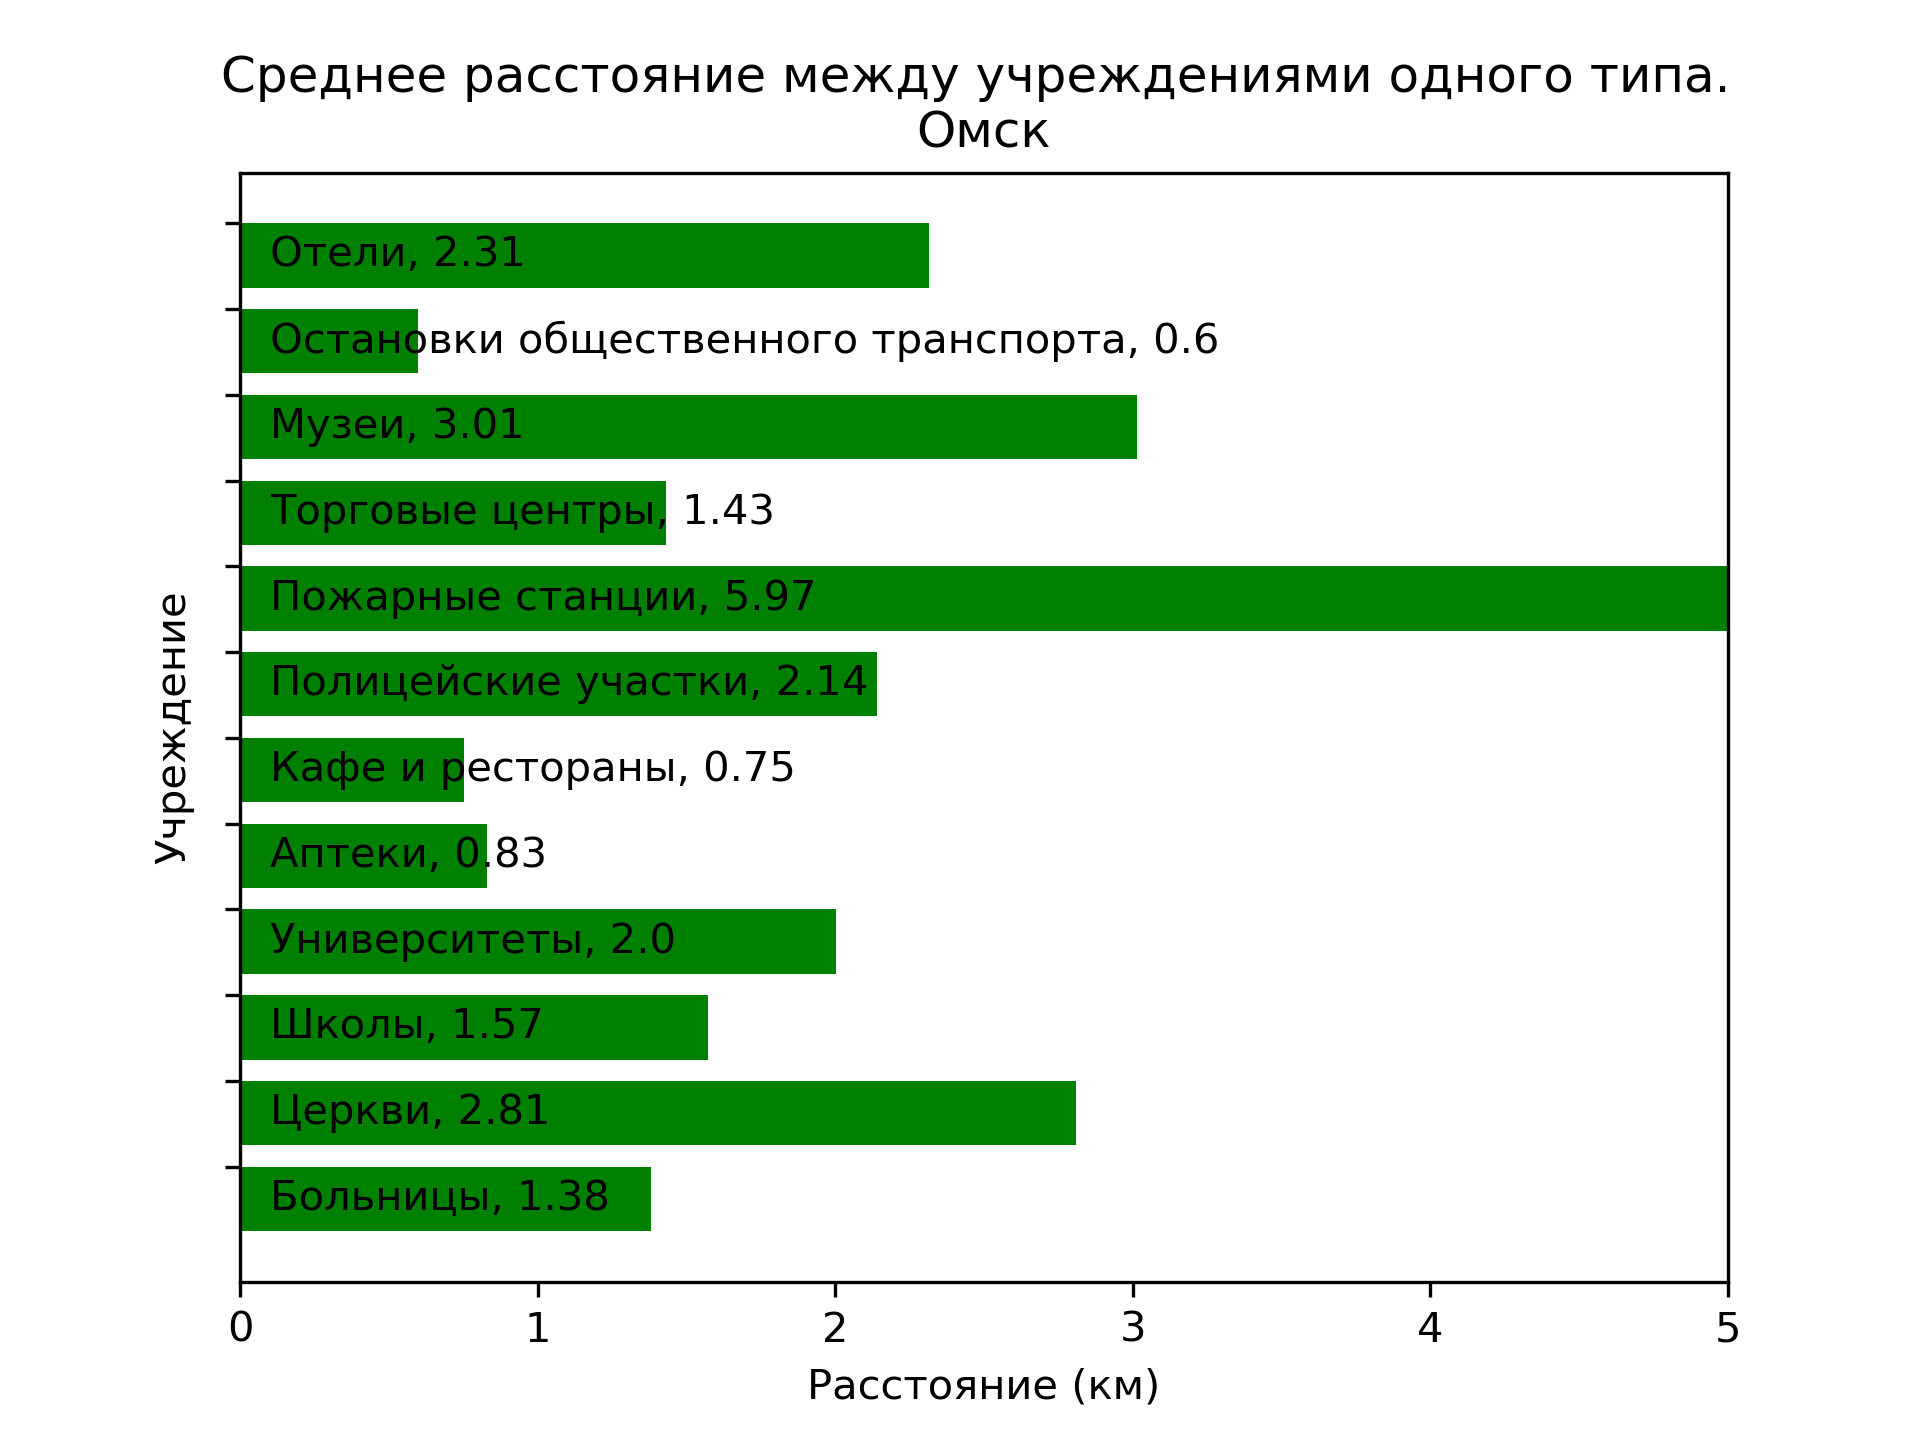 Среднее расстояние между учреждениями одного типа.
Омск
Учреждение
Отели, 2.31
Остановки общественного транспорта, 0.6
Музеи, 3.01
Торговые центры, 1.43
Пожарные станции, 5.97
Полицейские участки, 2.14
Кафе и рестораны, 0.75
Аптеки, 0.83
Университеты, 2.0
Школы, 1.57
Церкви, 2.81
Больницы, 1.38
0 1 2 3 4 5
Расстояние (км)